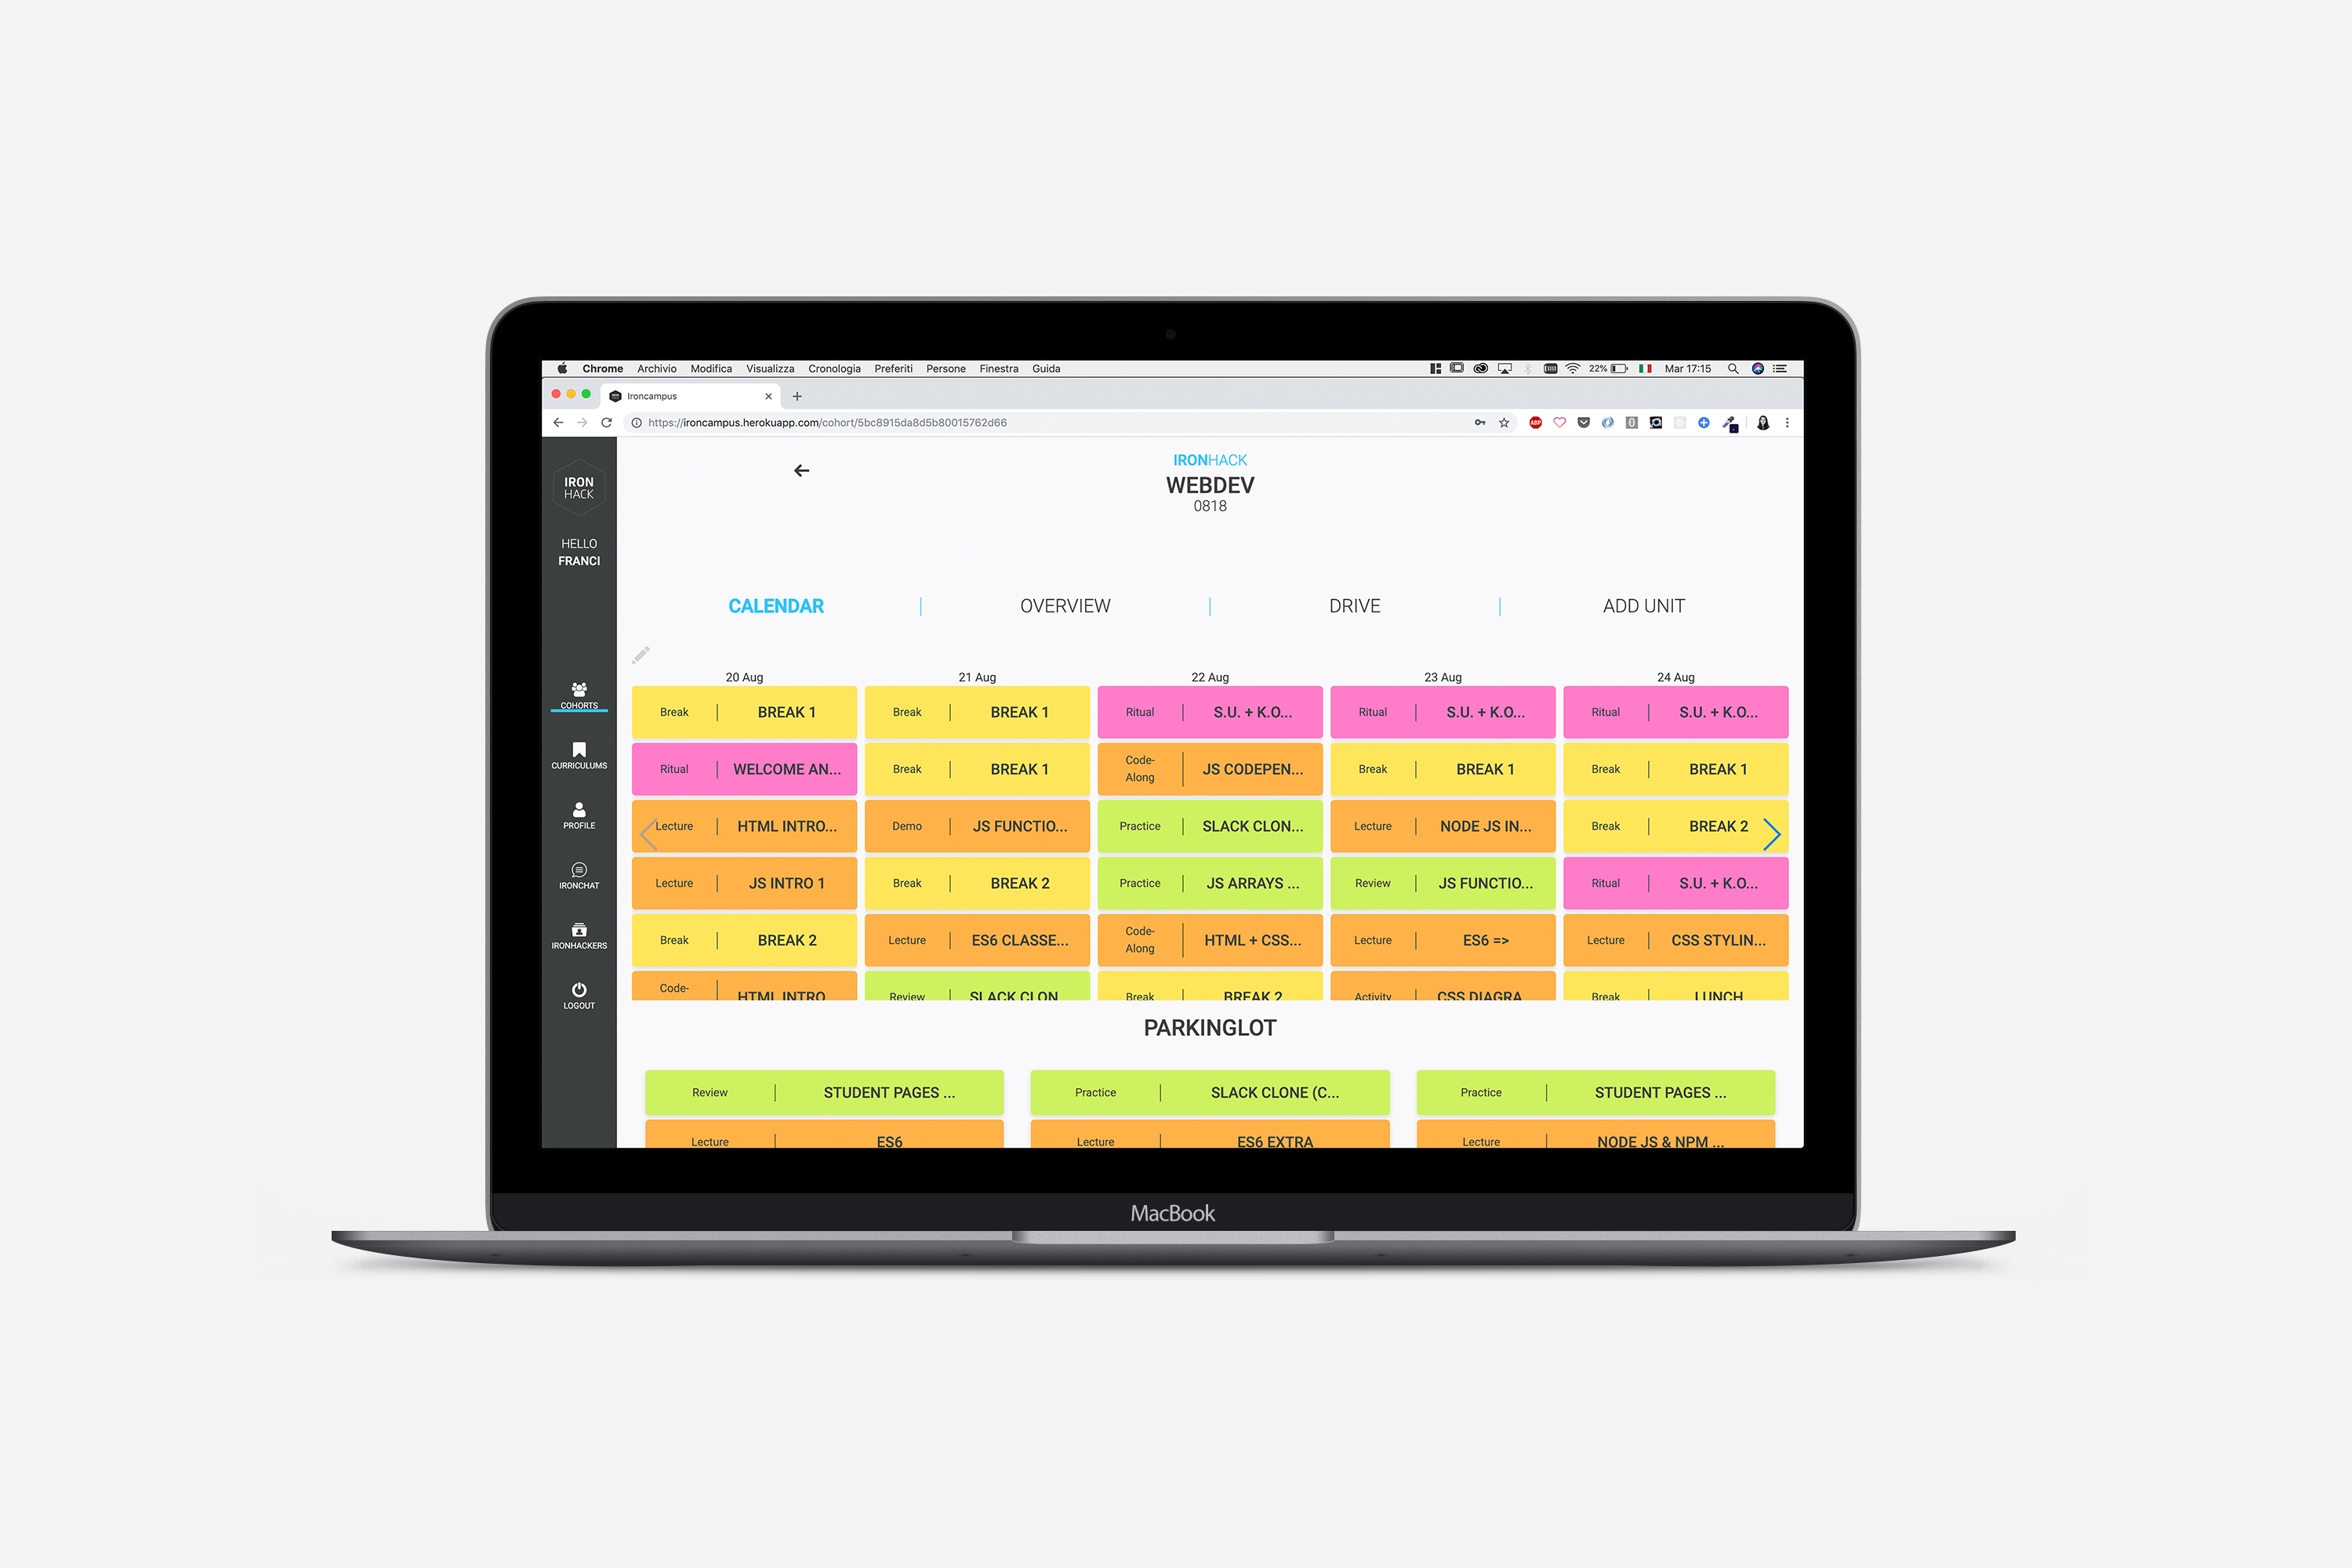 Chrome Archivio Modifica Visualizza Cronologia Preferiti Persone Finestra Guida 22% Mar 17:15
Ironcampus
https://ironcampus.herokuapp.com/cohort/5bc8915da8d5b80015762d66
ABP
IRON
HACK
HELLO
FRANCI
COHORTS
CURRICULUMS
PROFILE
IRONCHAT
IRONHACKERS
LOGOUT
IRONHACK
WEBDEV
0818
CALENDAR OVERVIEW DRIVE ADD UNIT
20 Aug 21 Aug 22 Aug 23 Aug 24 Aug
Break BREAK 1 Break BREAK 1 Ritual S.U. + K.O... Ritual S.U. + K.O... Ritual S.U. + K.O...
Ritual WELCOME AN... Break BREAK 1 Code-Along JS CODEPEN... Break BREAK 1 Break BREAK 1
Lecture HTML INTRO... Demo JS FUNCTIO... Practice SLACK CLON... Lecture NODE JS IN... Break BREAK 2
Lecture JS INTRO 1 Break BREAK 2 Practice JS ARRAYS ... Review JS FUNCTIO... Ritual S.U. + K.O...
Break BREAK 2 Lecture ES6 CLASSE... Code-Along HTML + CSS... Lecture ES6 => Lecture CSS STYLIN...
Code- HTML INTRO Review SLACK CLON Break BREAK 2 Activity CSS DIAGRA Break LUNCH
PARKINGLOT
Review STUDENT PAGES ... Practice SLACK CLONE (C... Practice STUDENT PAGES ...
Lecture ES6 Lecture ES6 EXTRA Lecture NODE JS & NPM ...
MacBook